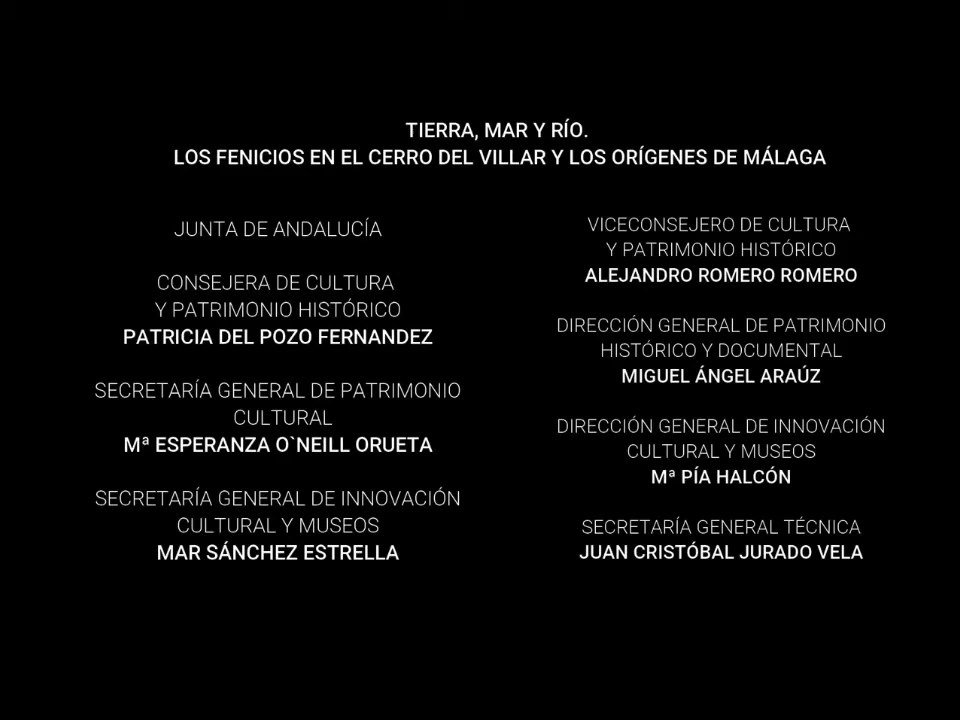 TIERRA, MAR Y RÍO.
LOS FENICIOS EN EL CERRO DEL VILLAR Y LOS ORÍGENES DE MÁLAGA
JUNTA DE ANDALUCÍA
CONSEJERA DE CULTURA
Y PATRIMONIO HISTÓRICO
PATRICIA DEL POZO FERNANDEZ
SECRETARÍA GENERAL DE PATRIMONIO
CULTURAL
Mª ESPERANZA O`NEILL ORUETA
SECRETARÍA GENERAL DE INNOVACIÓN
CULTURAL Y MUSEOS
MAR SÁNCHEZ ESTRELLA
VICECONSEJERO DE CULTURA
Y PATRIMONIO HISTÓRICO
ALEJANDRO ROMERO ROMERO
DIRECCIÓN GENERAL DE PATRIMONIO
HISTÓRICO Y DOCUMENTAL
MIGUEL ÁNGEL ARAÚZ
DIRECCIÓN GENERAL DE INNOVACIÓN
CULTURAL Y MUSEOS
Mª PÍA HALCÓN
SECRETARÍA GENERAL TÉCNICA
JUAN CRISTÓBAL JURADO VELA